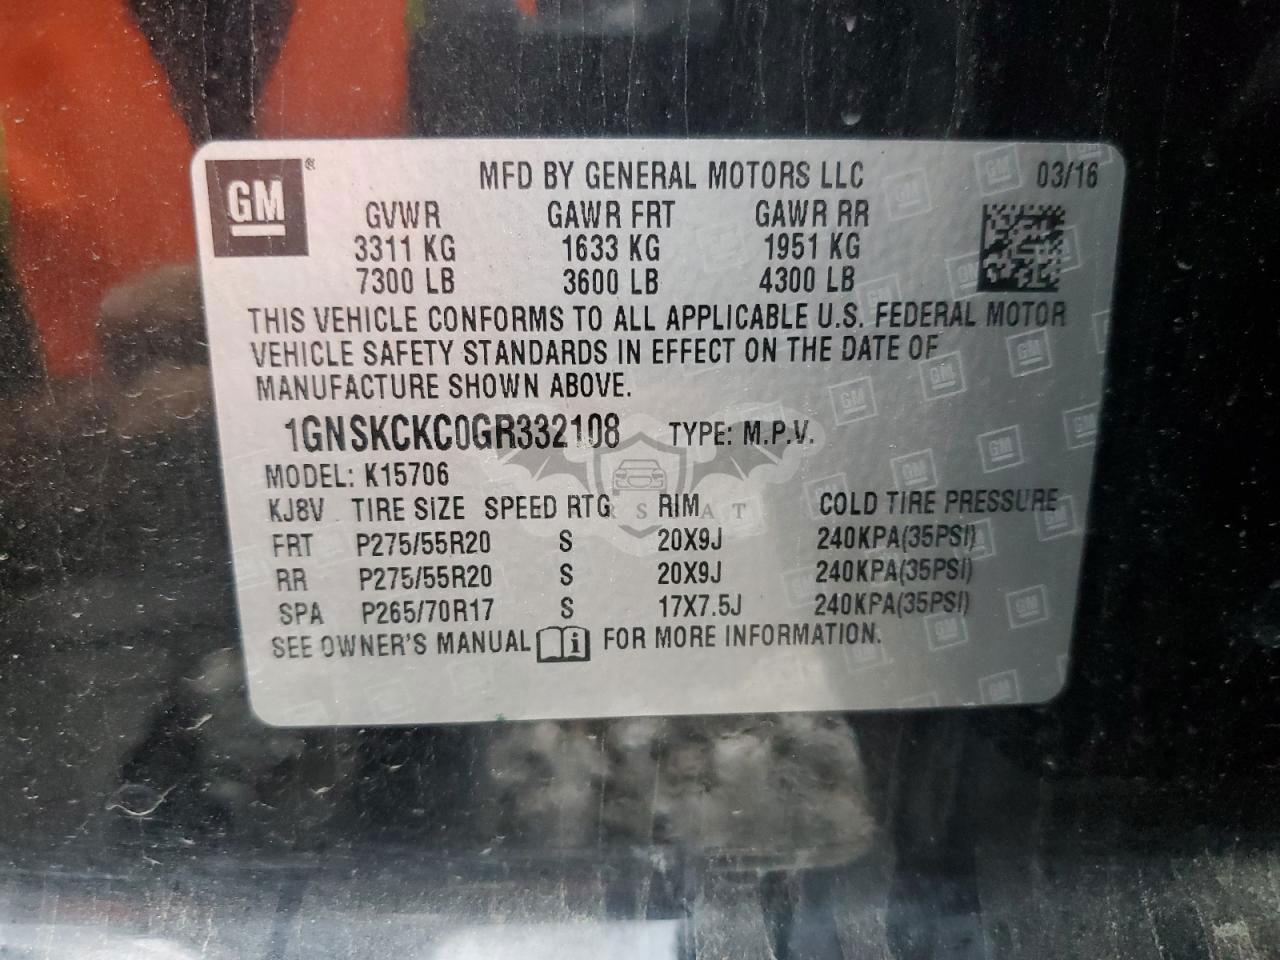 GM®
MFD BY GENERAL MOTORS LLC 03/16
GVWR GAWR FRT GAWR RR
3311 KG 1633 KG 1951 KG
7300 LB 3600 LB 4300 LB
THIS VEHICLE CONFORMS TO ALL APPLICABLE U.S. FEDERAL MOTOR
VEHICLE SAFETY STANDARDS IN EFFECT ON THE DATE OF
MANUFACTURE SHOWN ABOVE.
1GNSKCKC0GR332108 TYPE: M.P.V.
MODEL: K15706
KJ8V TIRE SIZE SPEED RTG RIM COLD TIRE PRESSURE
FRT P275/55R20 S 20X9J 240KPA(35PSI)
RR P275/55R20 S 20X9J 240KPA(35PSI)
SPA P265/70R17 S 17X7.5J 240KPA(35PSI)
SEE OWNER'S MANUAL i FOR MORE INFORMATION.